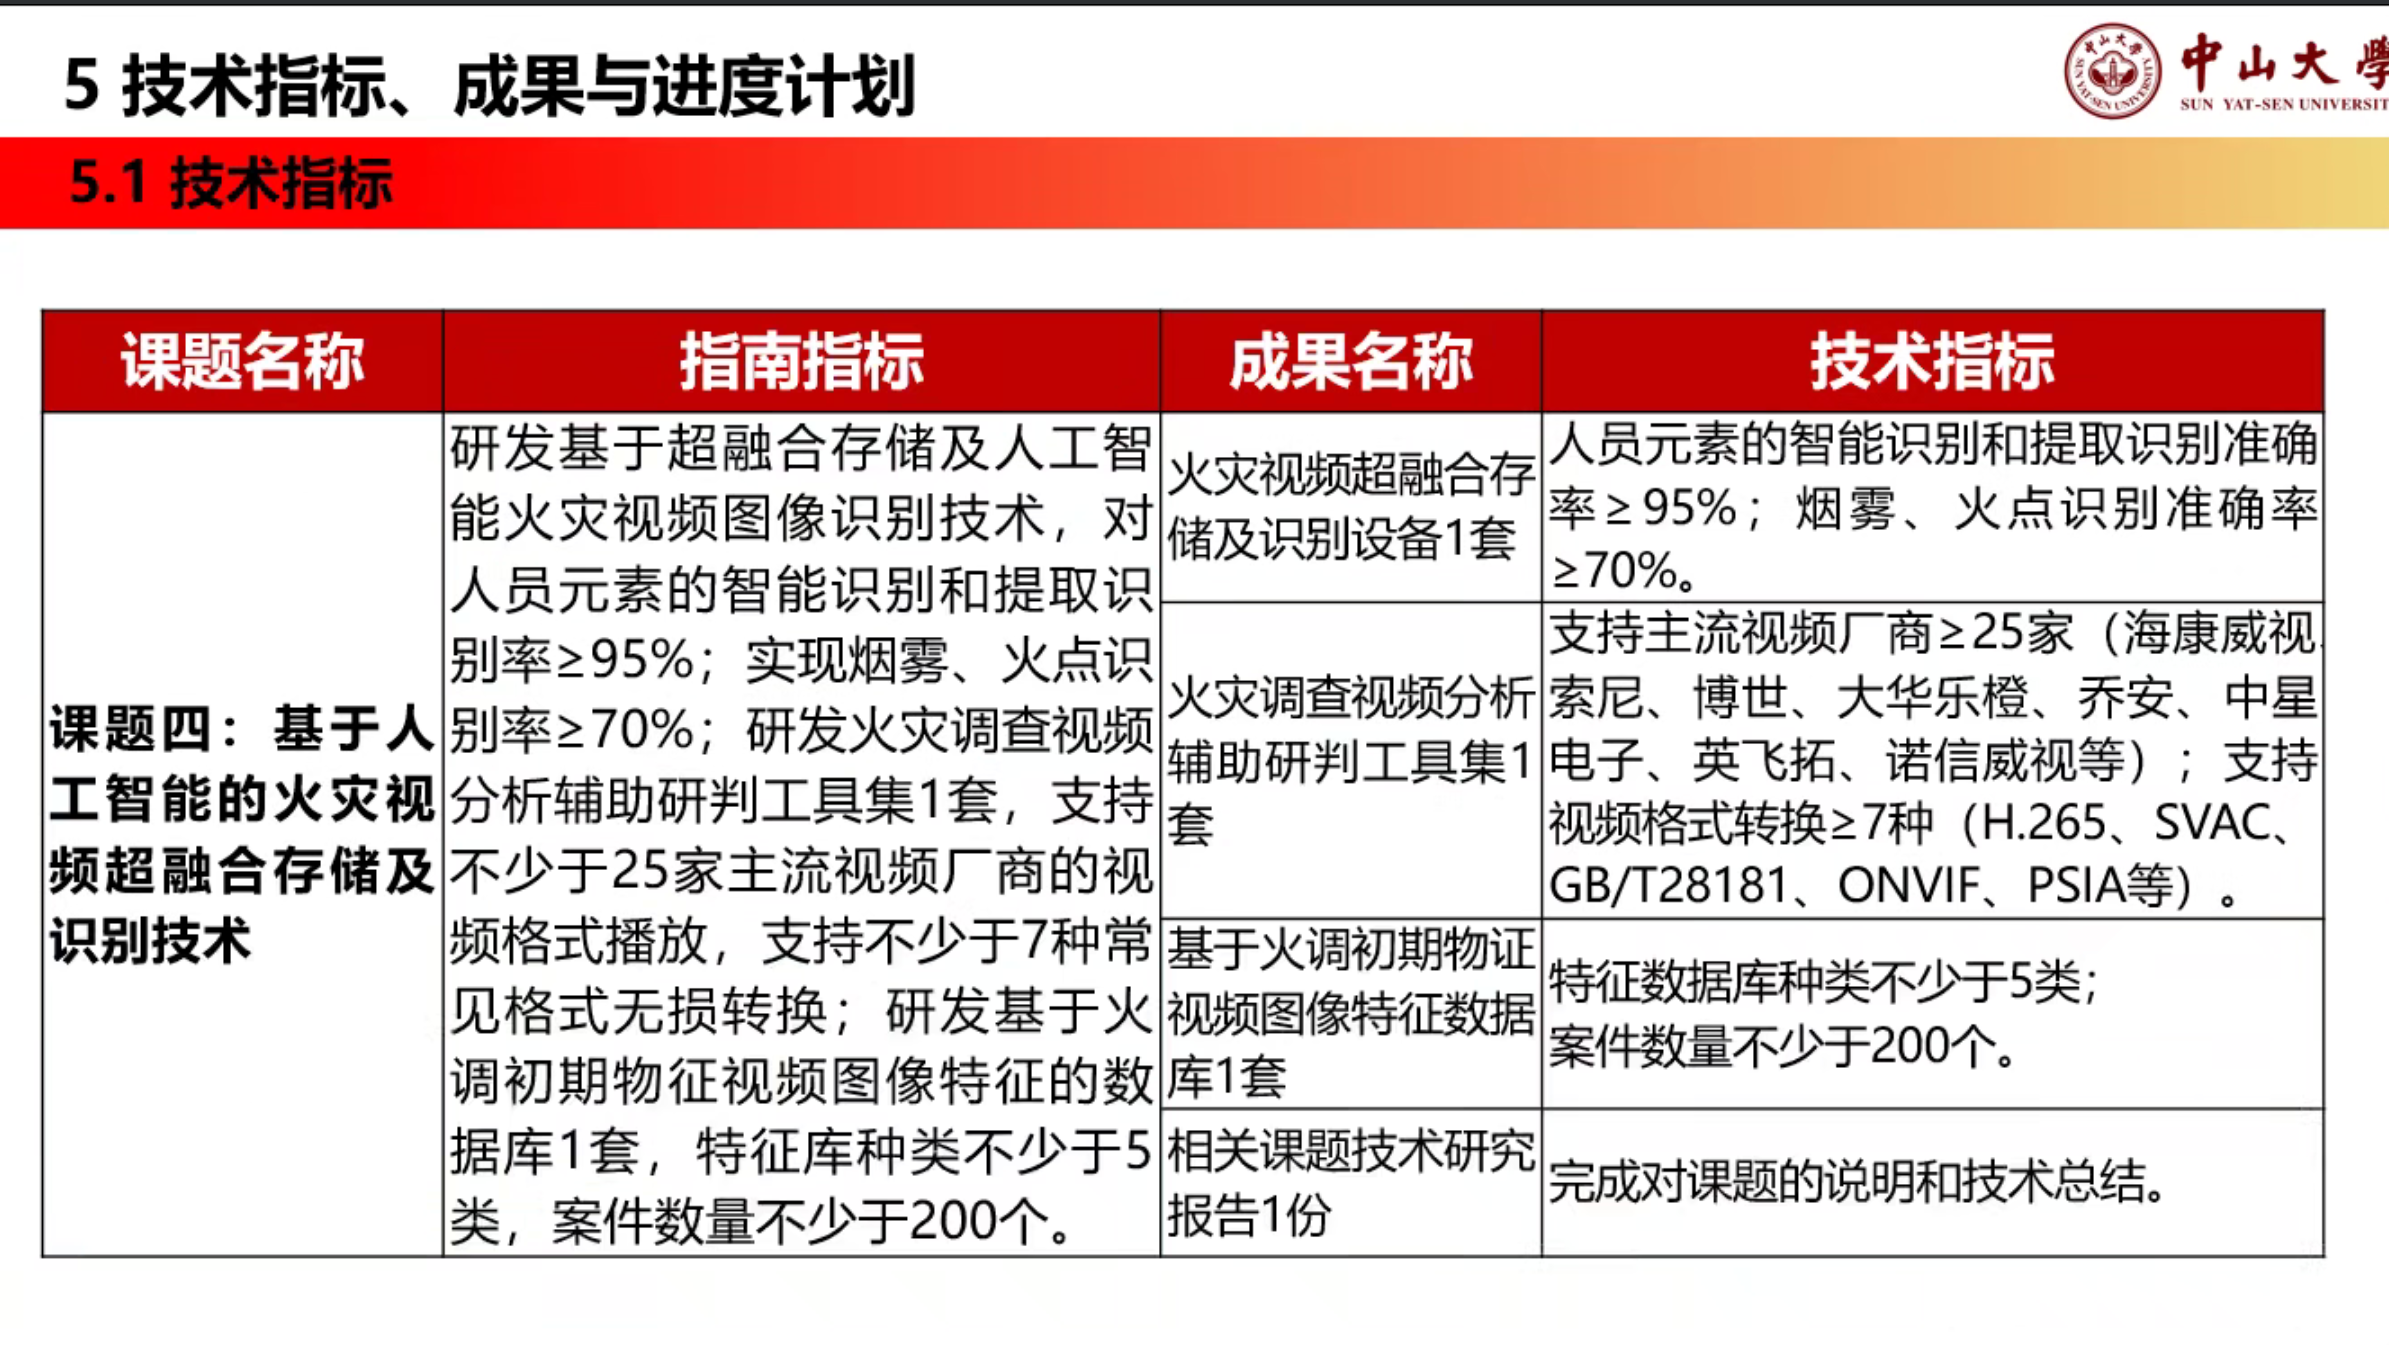 5 技术指标、成果与进度计划
中山大學
SUN YAT-SEN UNIVERSIT
5.1 技术指标
课题名称
指南指标
成果名称
技术指标
课题四：基于人
工智能的火灾视
频超融合存储及
识别技术
研发基于超融合存储及人工智
能火灾视频图像识别技术，对
人员元素的智能识别和提取识
别率≥95%；实现烟雾、火点识
别率≥70%；研发火灾调查视频
分析辅助研判工具集1套，支持
不少于25家主流视频厂商的视
频格式播放，支持不少于7种常
见格式无损转换；研发基于火
调初期物征视频图像特征的数
据库1套，特征库种类不少于5
类，案件数量不少于200个。
火灾视频超融合存
储及识别设备1套
人员元素的智能识别和提取识别准确
率≥95%；烟雾、火点识别准确率
≥70%。
火灾调查视频分析
辅助研判工具集1
套
支持主流视频厂商≥25家（海康威视、
索尼、博世、大华乐橙、乔安、中星
电子、英飞拓、诺信威视等）；支持
视频格式转换≥7种（H.265、SVAC、
GB/T28181、ONVIF、PSIA等）。
基于火调初期物证
视频图像特征数据
库1套
特征数据库种类不少于5类；
案件数量不少于200个。
相关课题技术研究
报告1份
完成对课题的说明和技术总结。